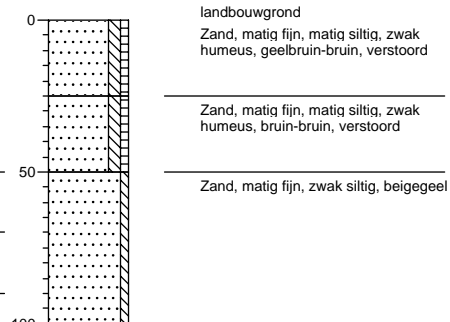 landbouwgrond
0
Zand, matig fijn, matig siltig, zwak
humeus, geelbruin-bruin, verstoord
Zand, matig fijn, matig siltig, zwak
humeus, bruin-bruin, verstoord
50
Zand, matig fijn, zwak siltig, beigegeel
100